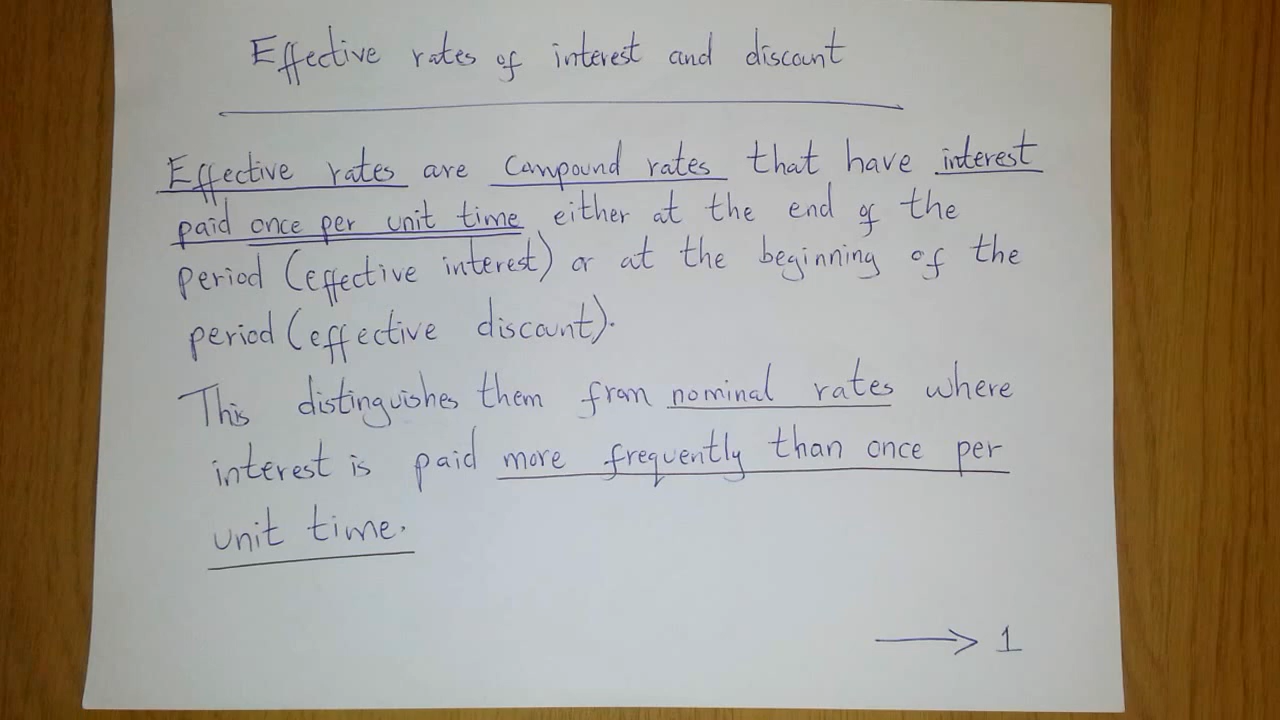 Effective rates of interest and discount
Effective rates are compound rates that have interest
paid once per unit time either at the end of the
period (effective interest) or at the beginning of the
period (effective discount).
This distinguishes them from nominal rates where
interest is paid more frequently than once per
unit time.
→ 1